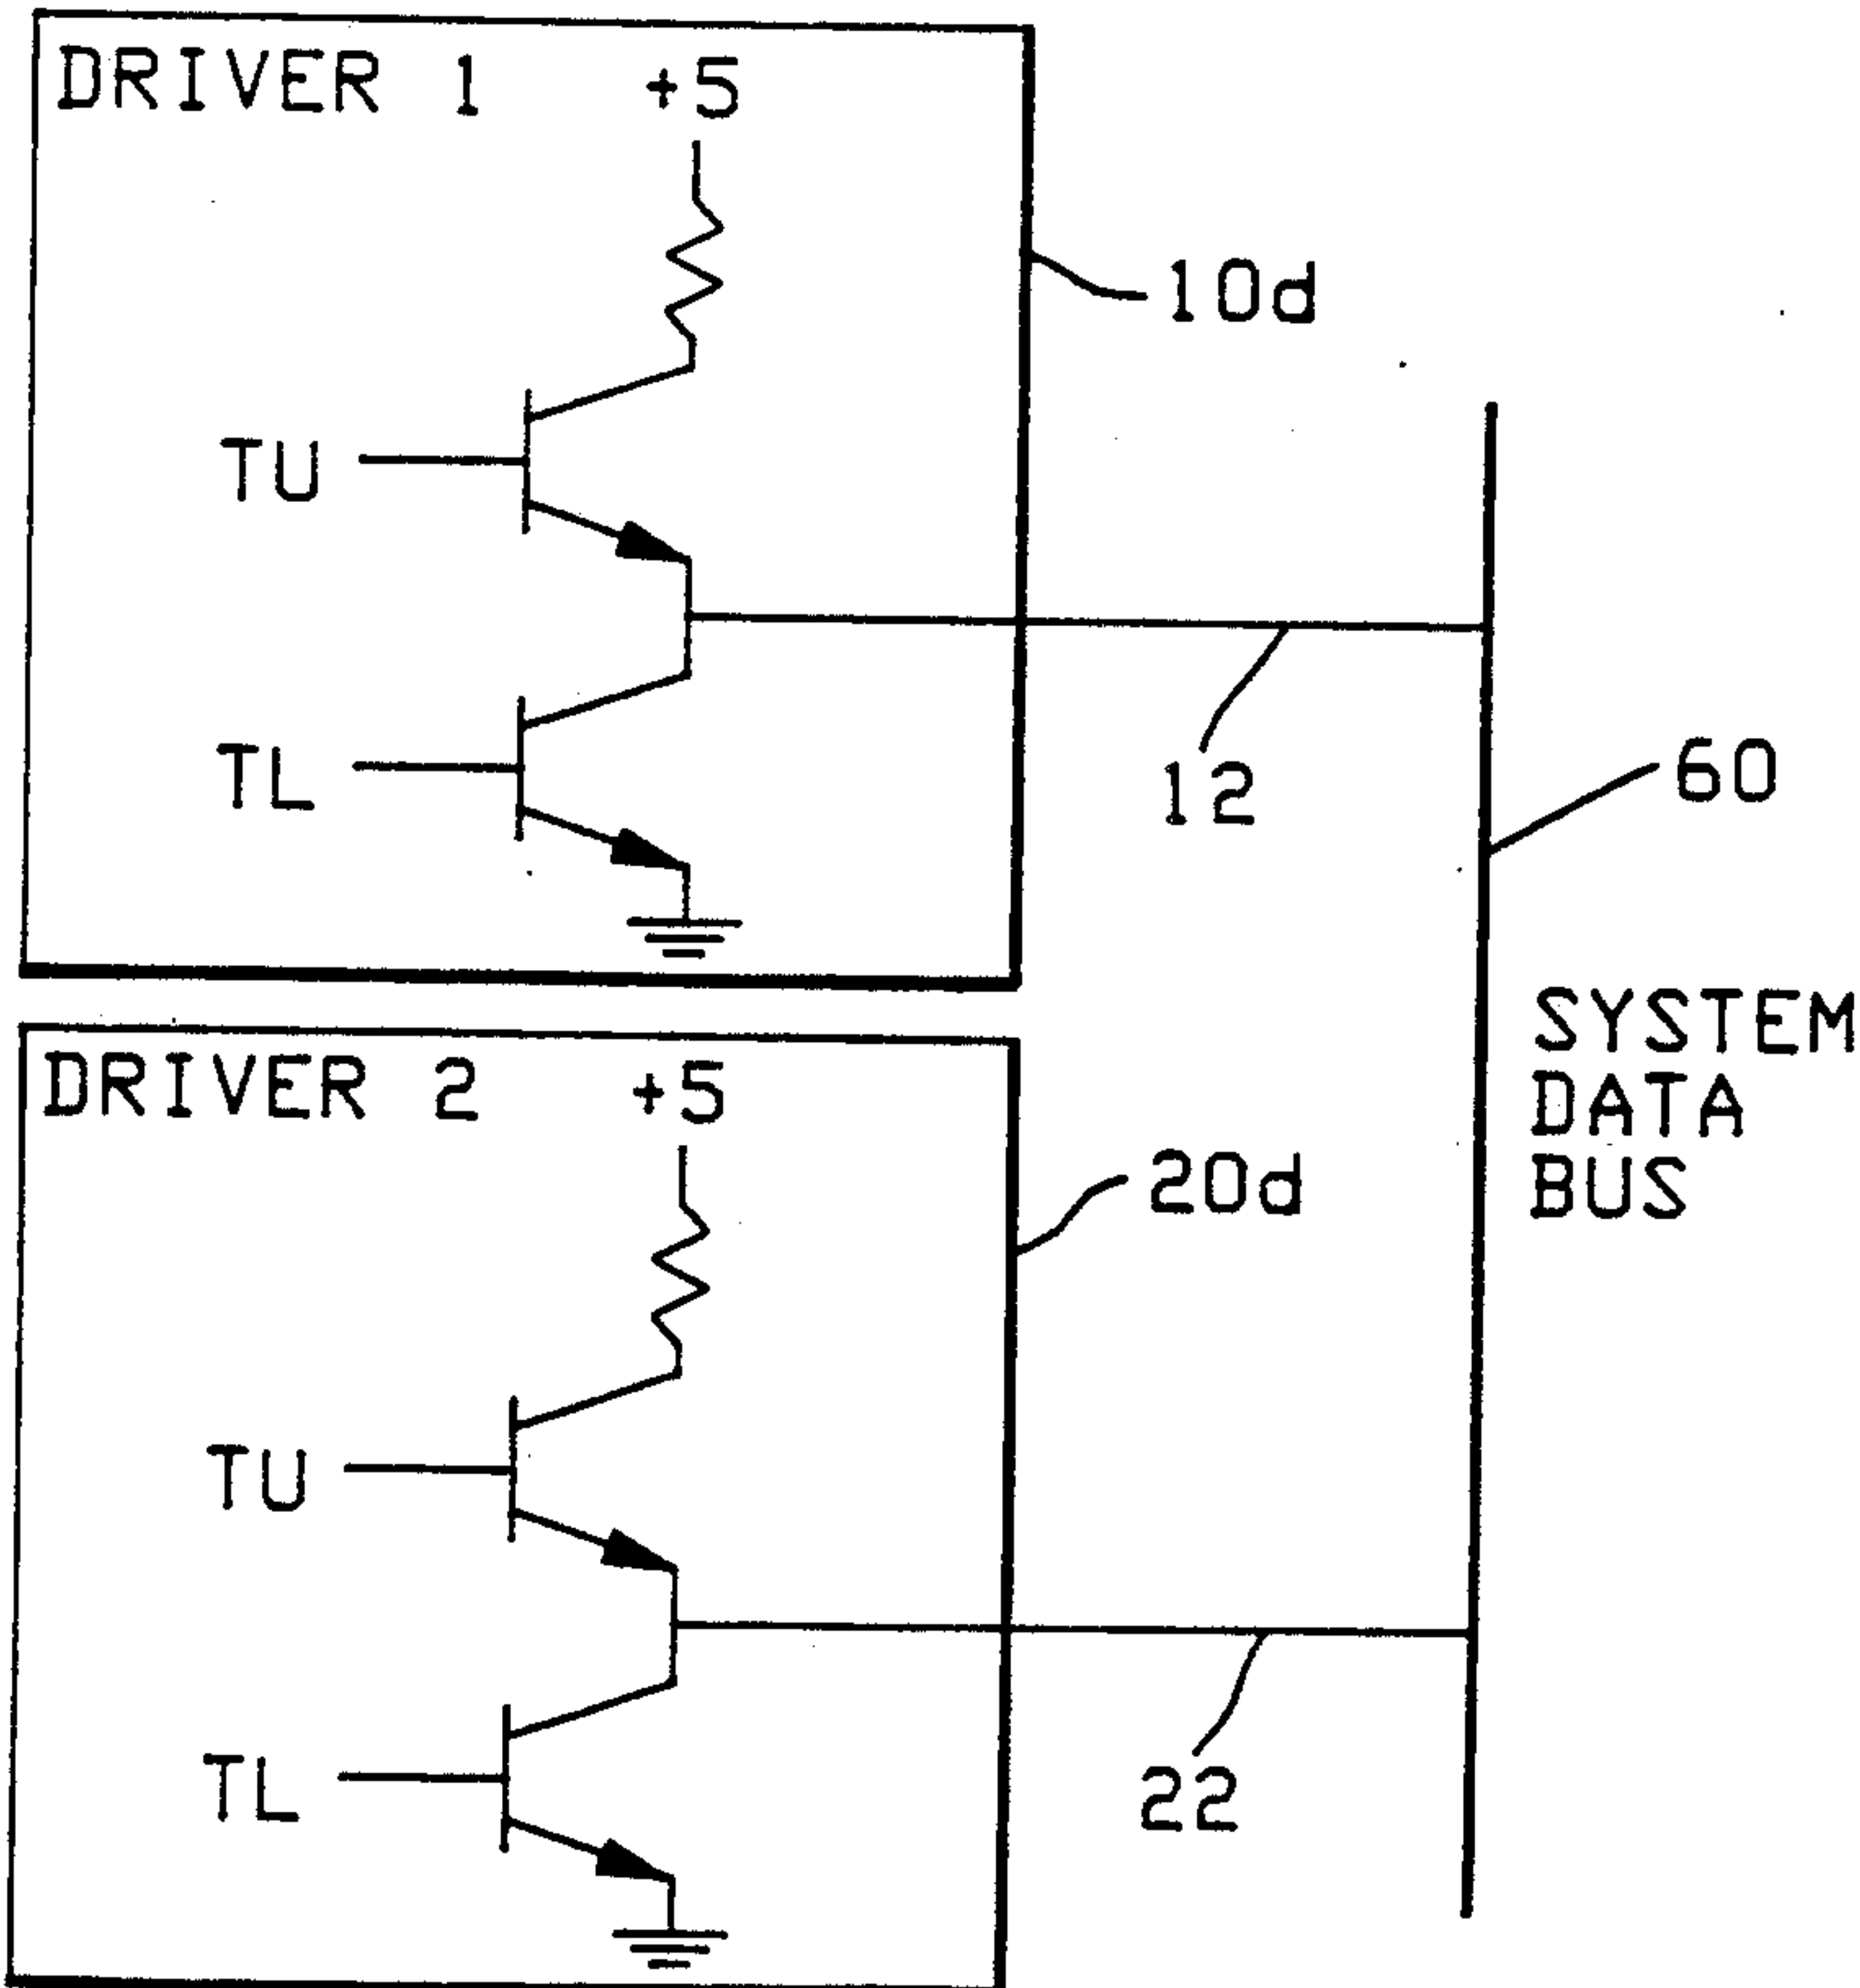 DRIVER 1 +5
10d
TU
12
TL
60
SYSTEM
DATA
BUS
DRIVER 2 +5
20d
TU
22
TL